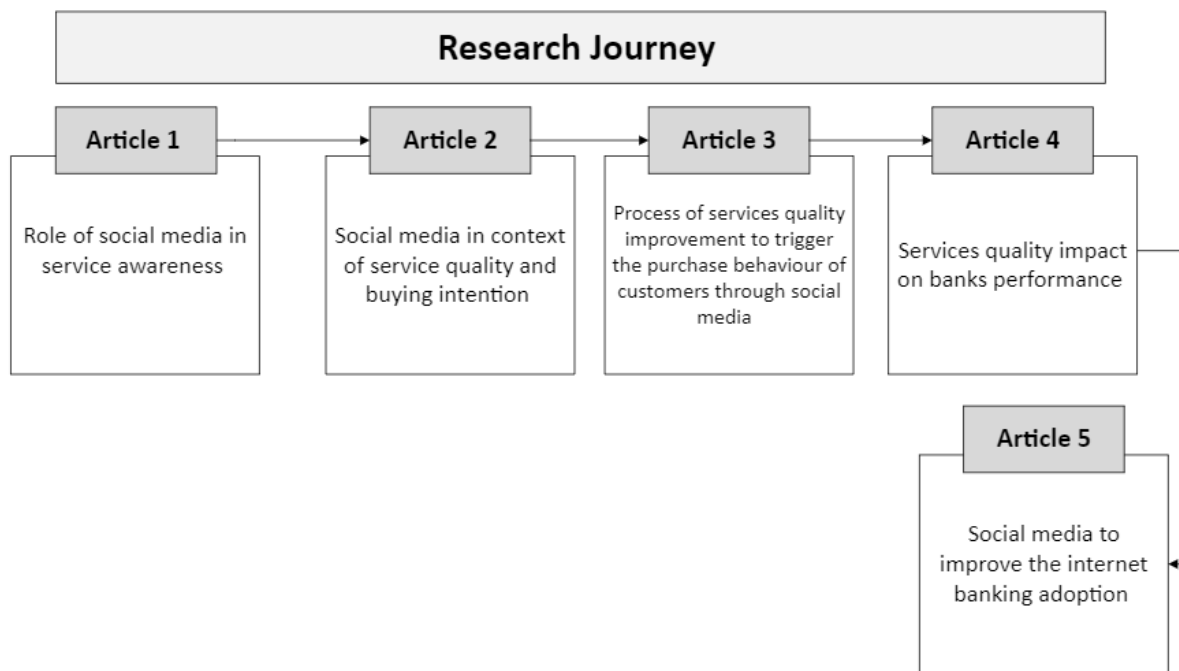 Research Journey
Article 1
Article 2
Article 3
Article 4
Role of social media in
service awareness
Social media in context
of service quality and
buying intention
Process of services quality
improvement to trigger
the purchase behaviour of
customers through social
media
Services quality impact
on banks performance
Article 5
Social media to
improve the internet
banking adoption